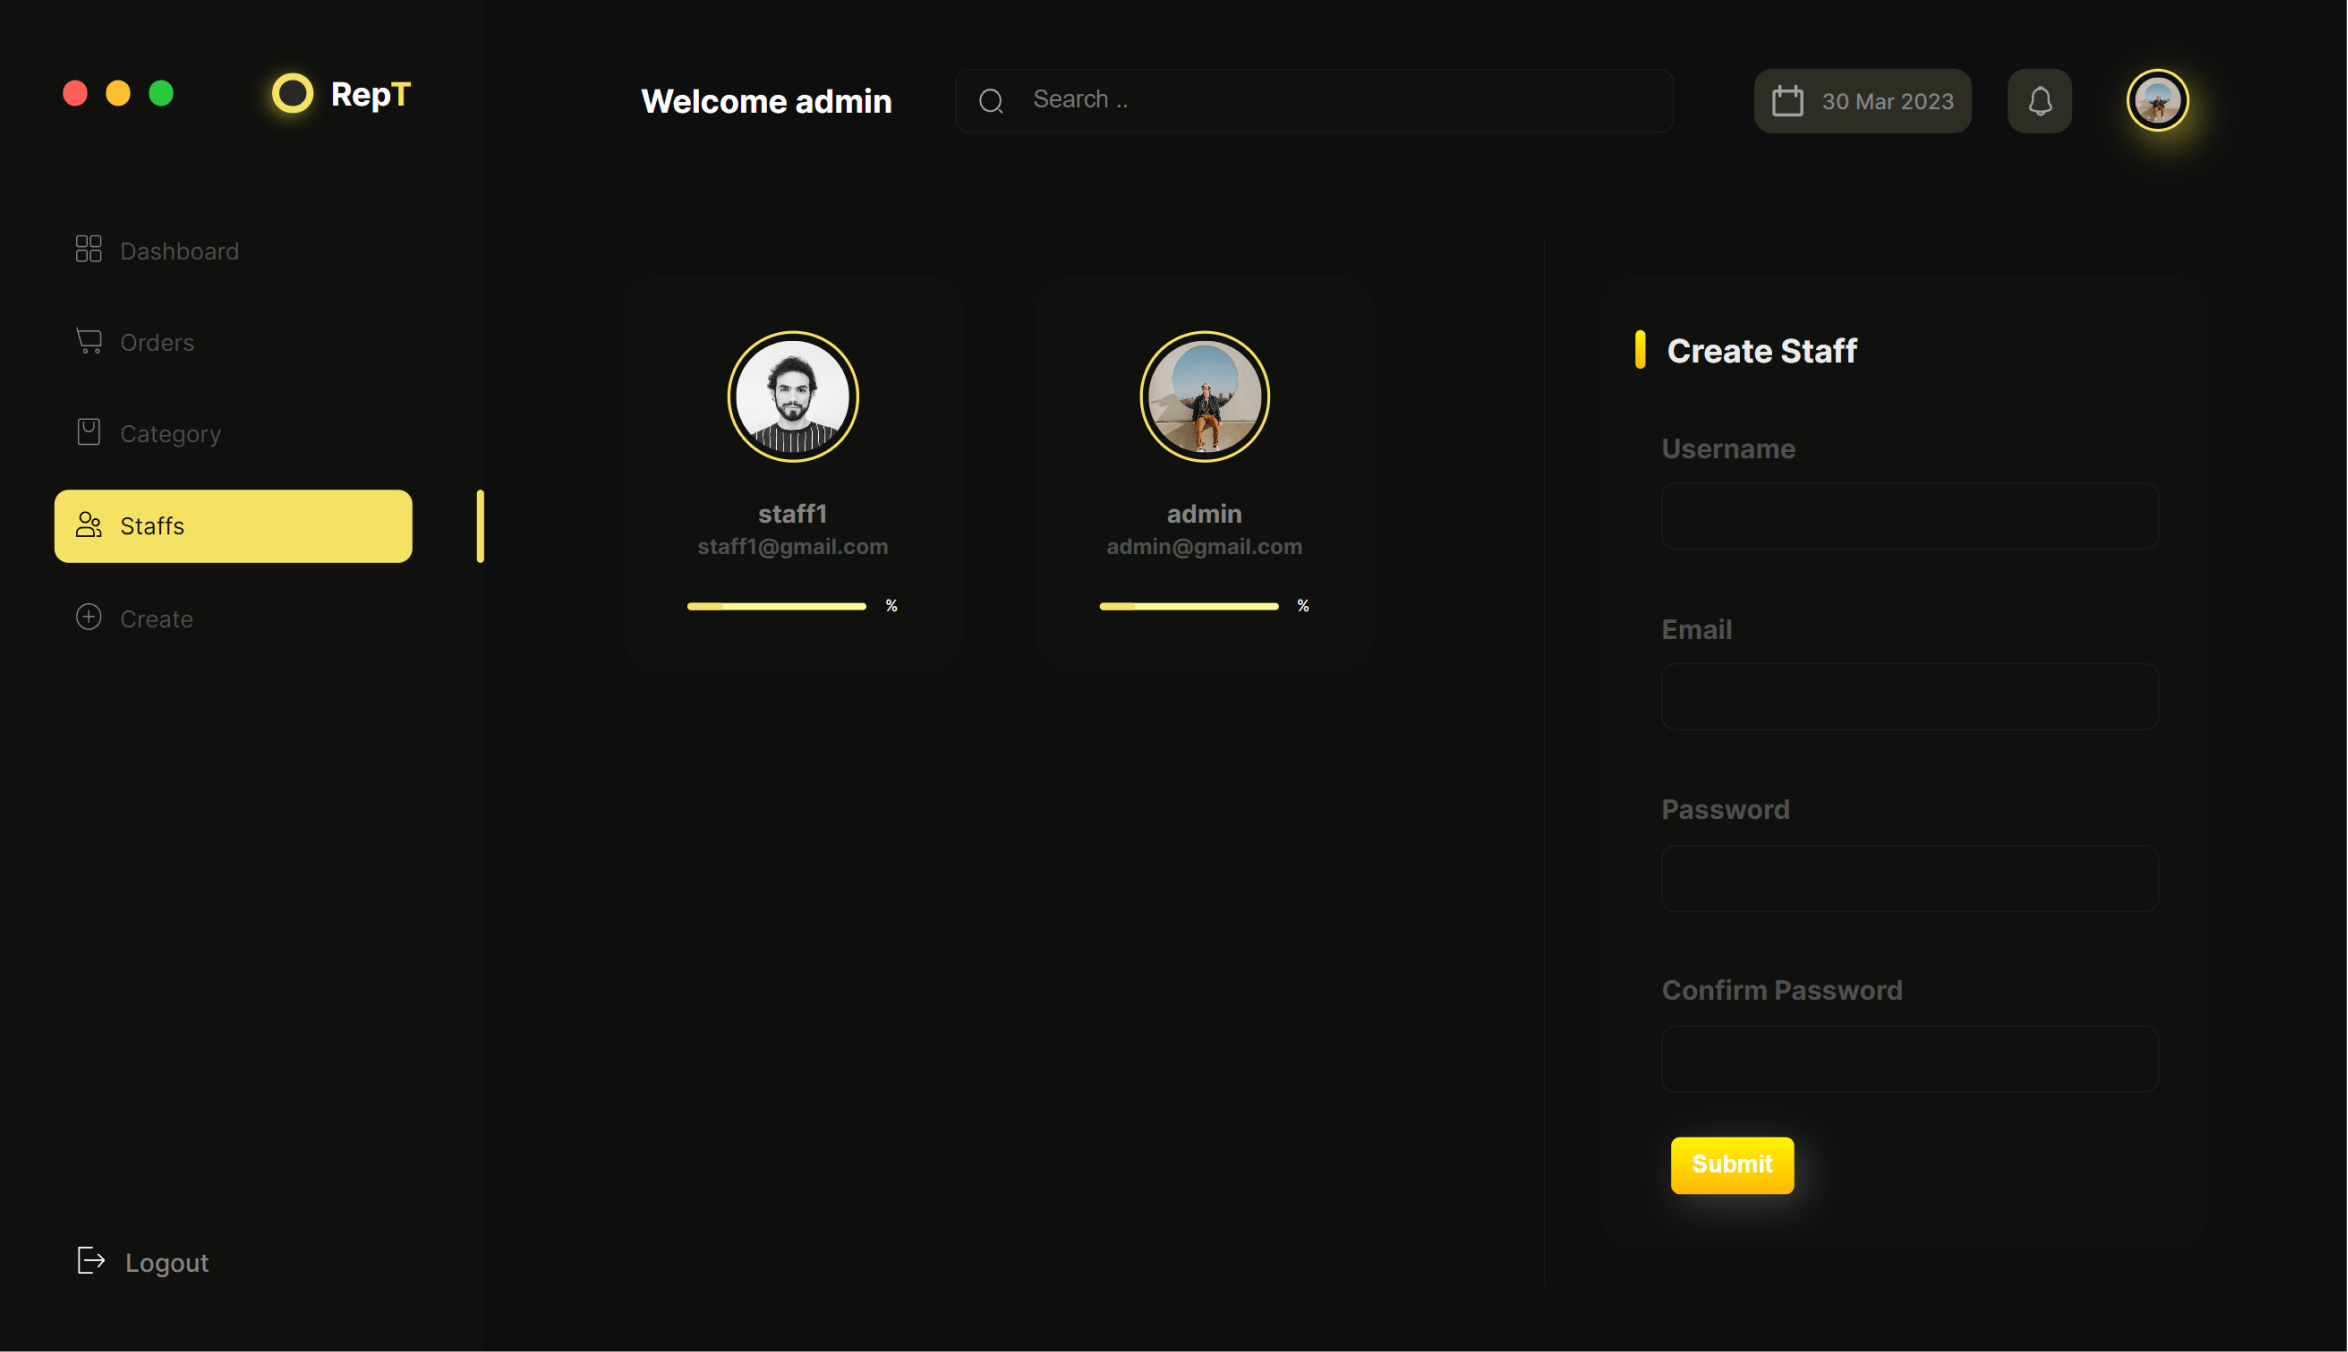 RepT
Welcome admin
Search ..
30 Mar 2023
Dashboard
Orders
Category
Staffs
Create
Logout
staff1
staff1@gmail.com
%
admin
admin@gmail.com
%
Create Staff
Username
Email
Password
Confirm Password
Submit